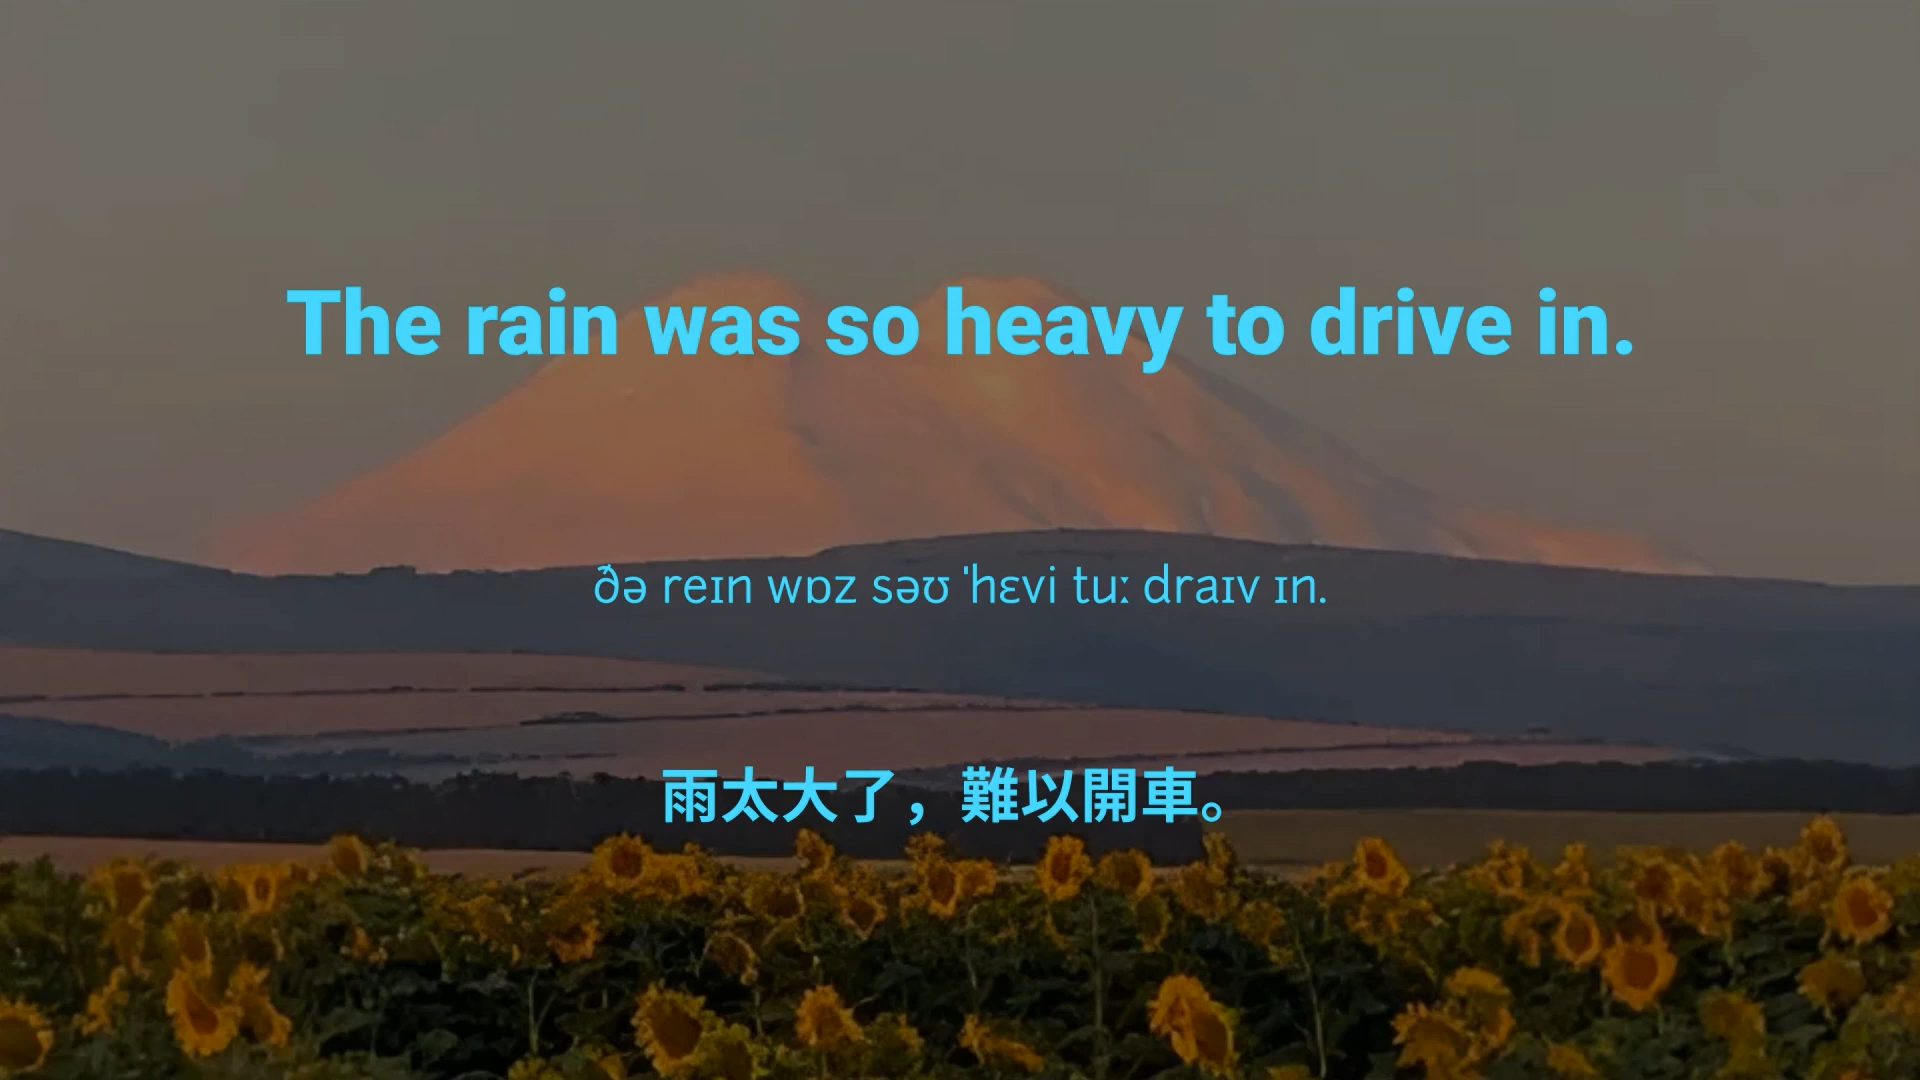 The rain was so heavy to drive in.
ðə reɪn wɒz səʊ ˈhɛvi tuː draɪv ɪn.
雨太大了，難以開車。